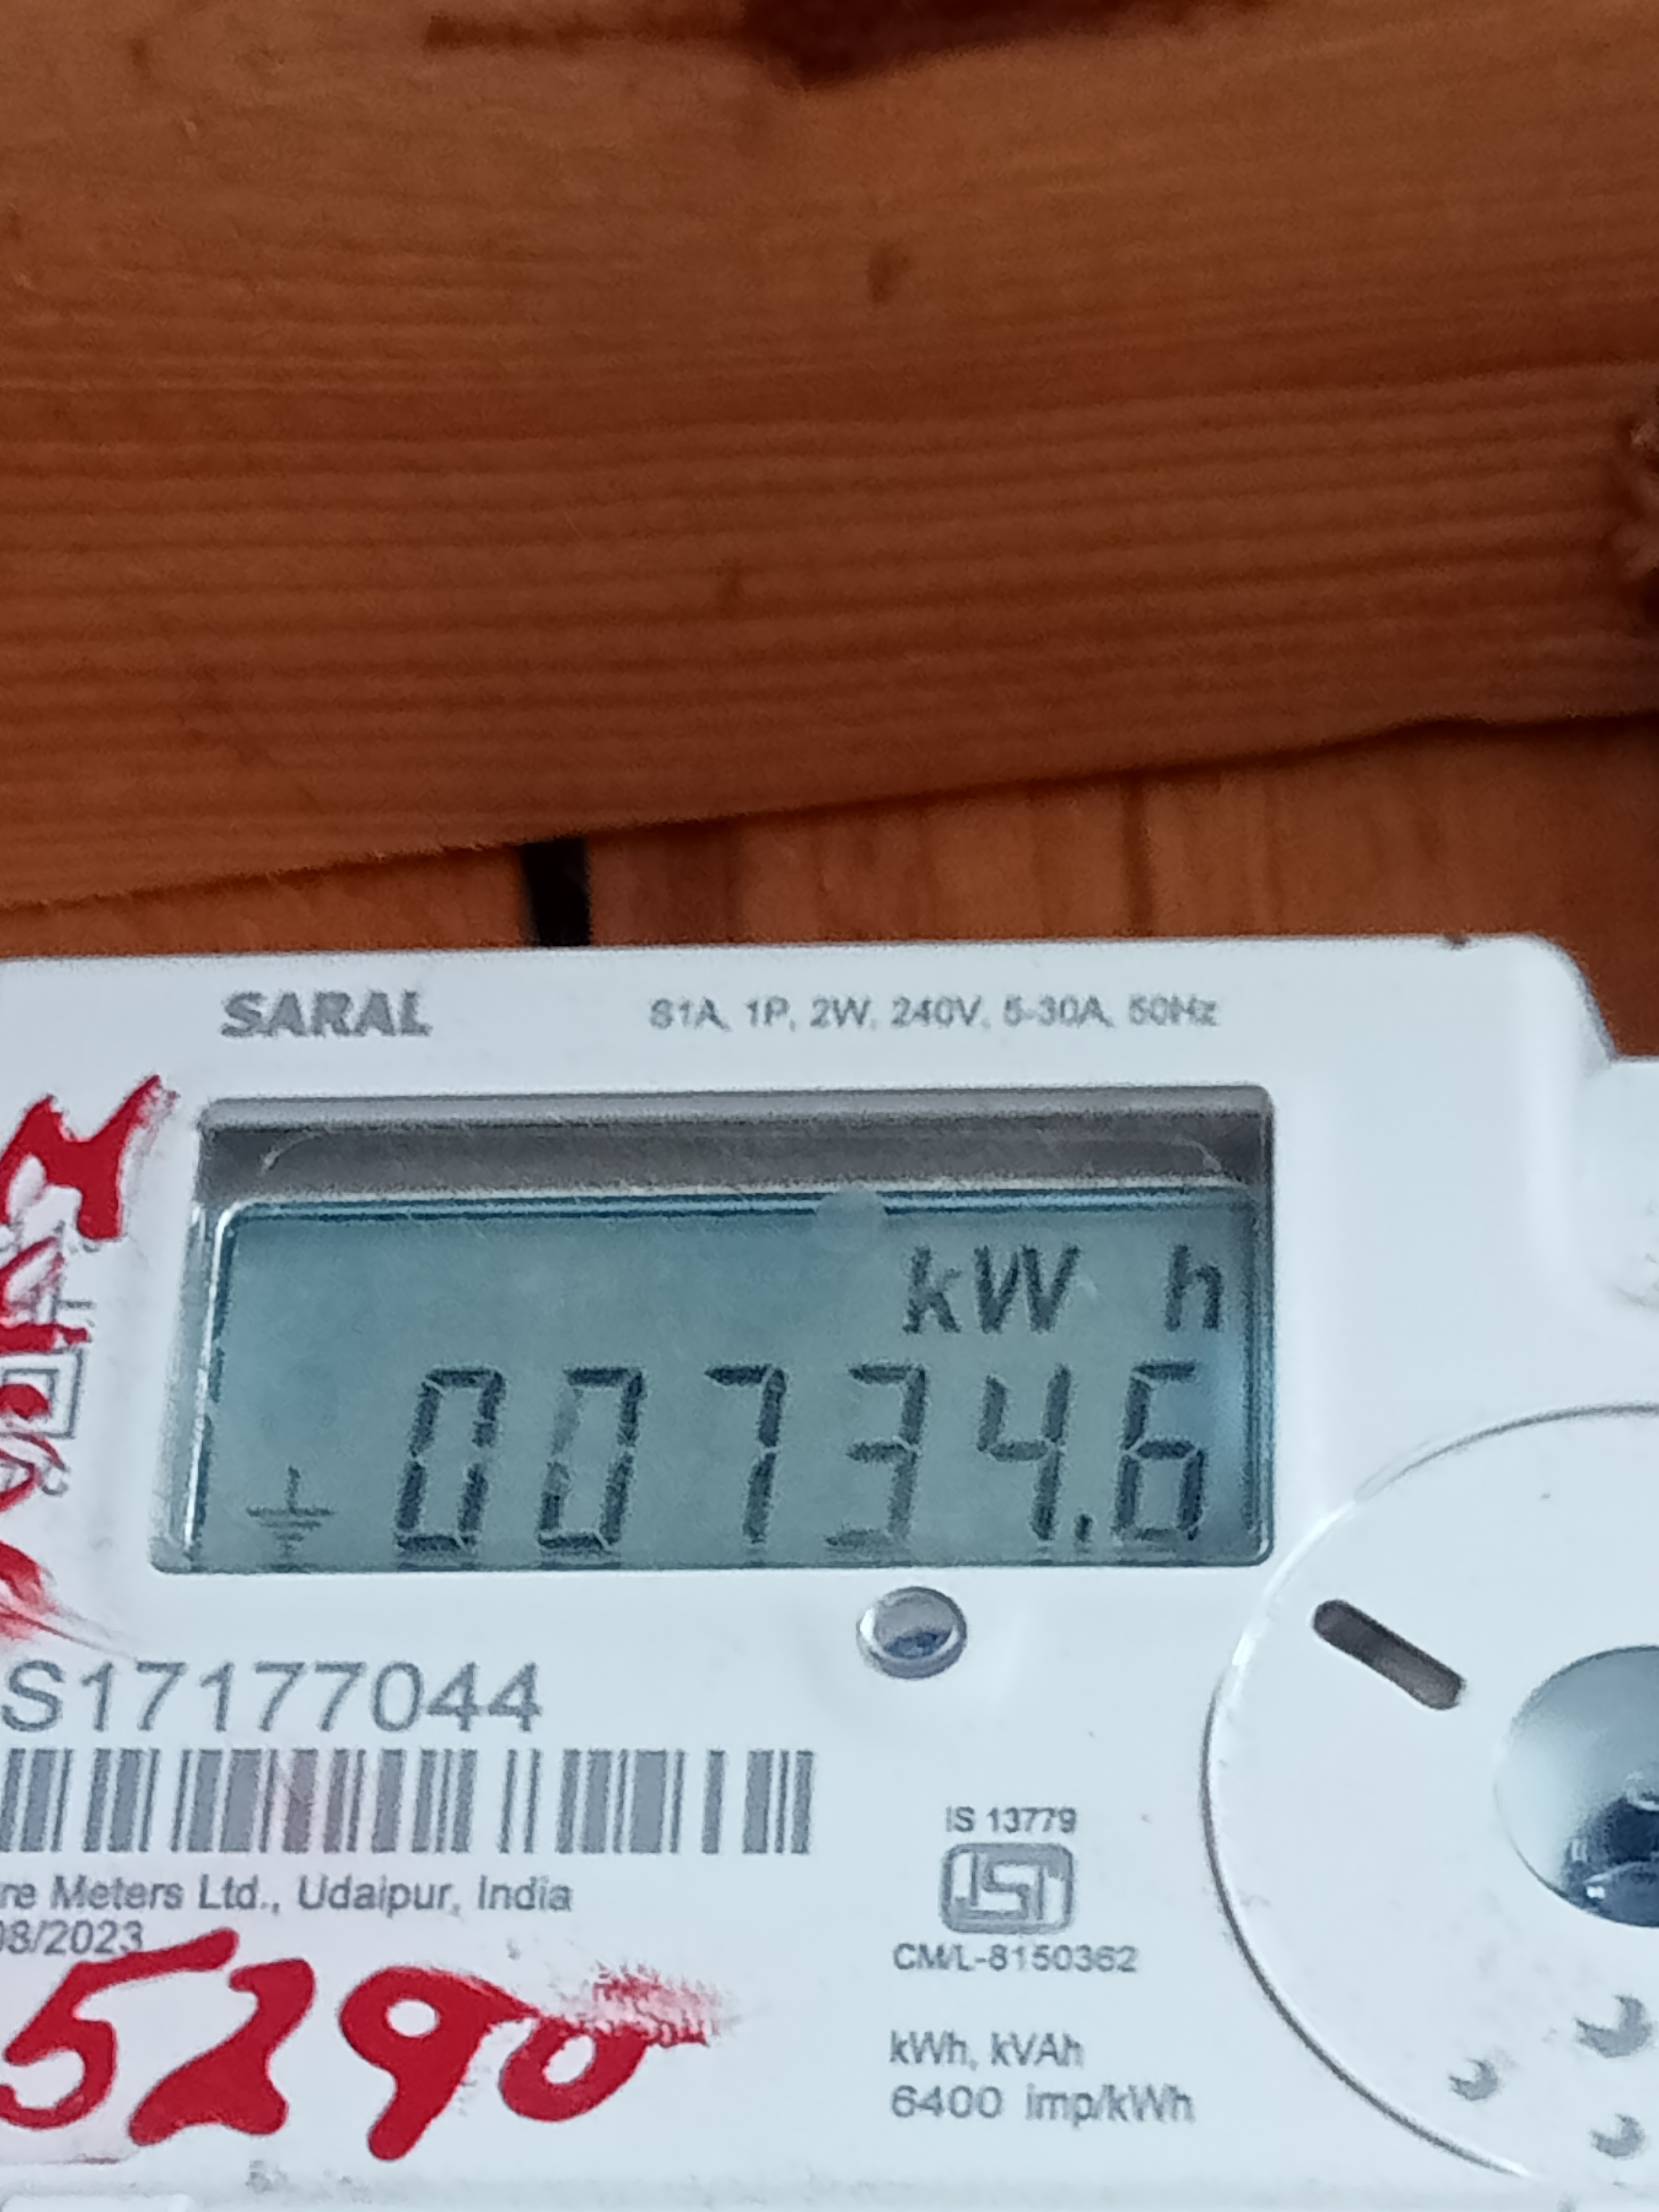 SARAL
S1A, 1P, 2W, 240V, 5-30A, 50Hz
kW h
00734.6
S17177044
re Meters Ltd., Udaipur, India
08/2023
IS 13779
ISI
CM/L-8150362
5290
kWh, kVAh
6400 imp/kWh